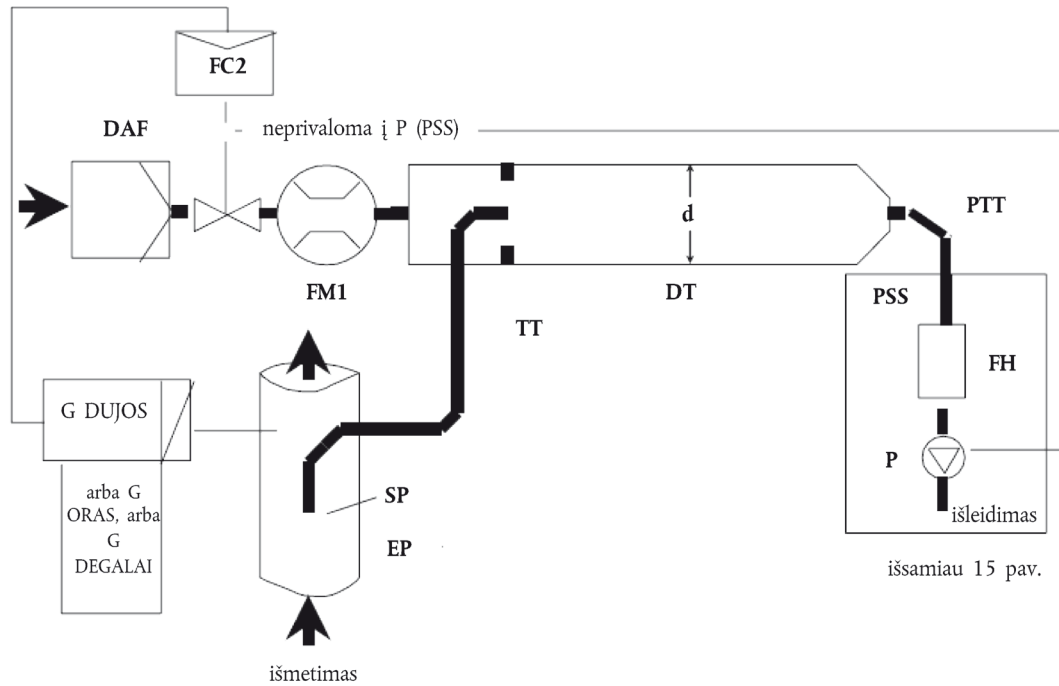 FC2
DAF
neprivaloma į P (PSS)
d
PTT
FM1
DT
PSS
TT
FH
G DUJOS
P
arba G
ORAS, arba
G
DEGALAI
SP
išleidimas
EP
išsamiau 15 pav.
išmetimas